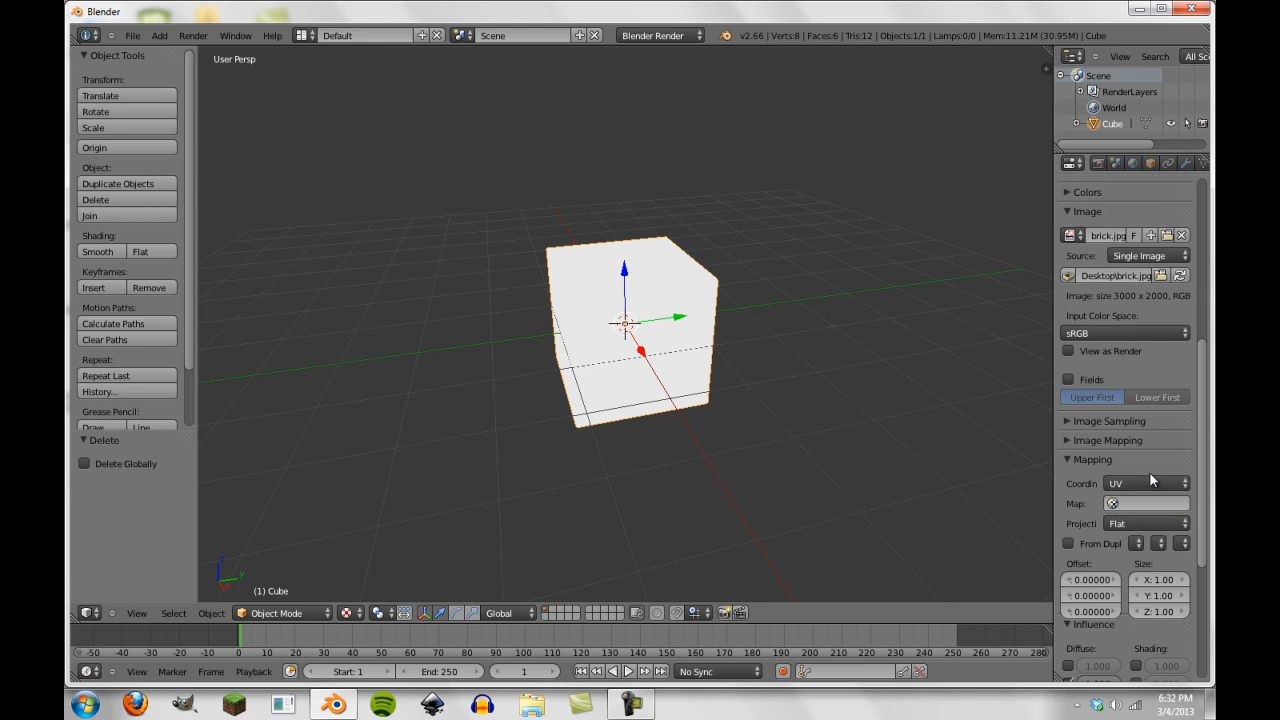 Blender
File Add Render Window Help Default Scene Blender Render v2.66 | Verts:8 | Faces:6 | Tris:12 | Objects:1/1 | Lamps:0/0 | Mem:11.21M (30.95M) | Cube
Object Tools
Transform:
Translate
Rotate
Scale
Origin
Object:
Duplicate Objects
Delete
Join
Shading:
Smooth Flat
Keyframes:
Insert Remove
Motion Paths:
Calculate Paths
Clear Paths
Repeat:
Repeat Last
History...
Grease Pencil:
Draw Line
Delete
Delete Globally
User Persp
(1) Cube
View Select Object Object Mode Global
View Search All Sc
Scene
RenderLayers
World
Cube
Colors
Image
brick.jpg F
Source: Single Image
Desktop\brick.jpg
Image: size 3000 x 2000, RGB
Input Color Space:
sRGB
View as Render
Fields
Upper First Lower First
Image Sampling
Image Mapping
Mapping
Coordin UV
Map:
Projecti Flat
From Dupl
Offset: Size:
0.00000 X: 1.00
0.00000 Y: 1.00
0.00000 Z: 1.00
Influence
Diffuse: Shading:
1.000 1.000
-50 -40 -30 -20 -10 0 10 20 30 40 50 60 70 80 90 100 110 120 130 140 150 160 170 180 190 200 210 220 230 240 250 260 270 280
View Marker Frame Playback Start: 1 End: 250 1 No Sync
6:32 PM
3/4/2013